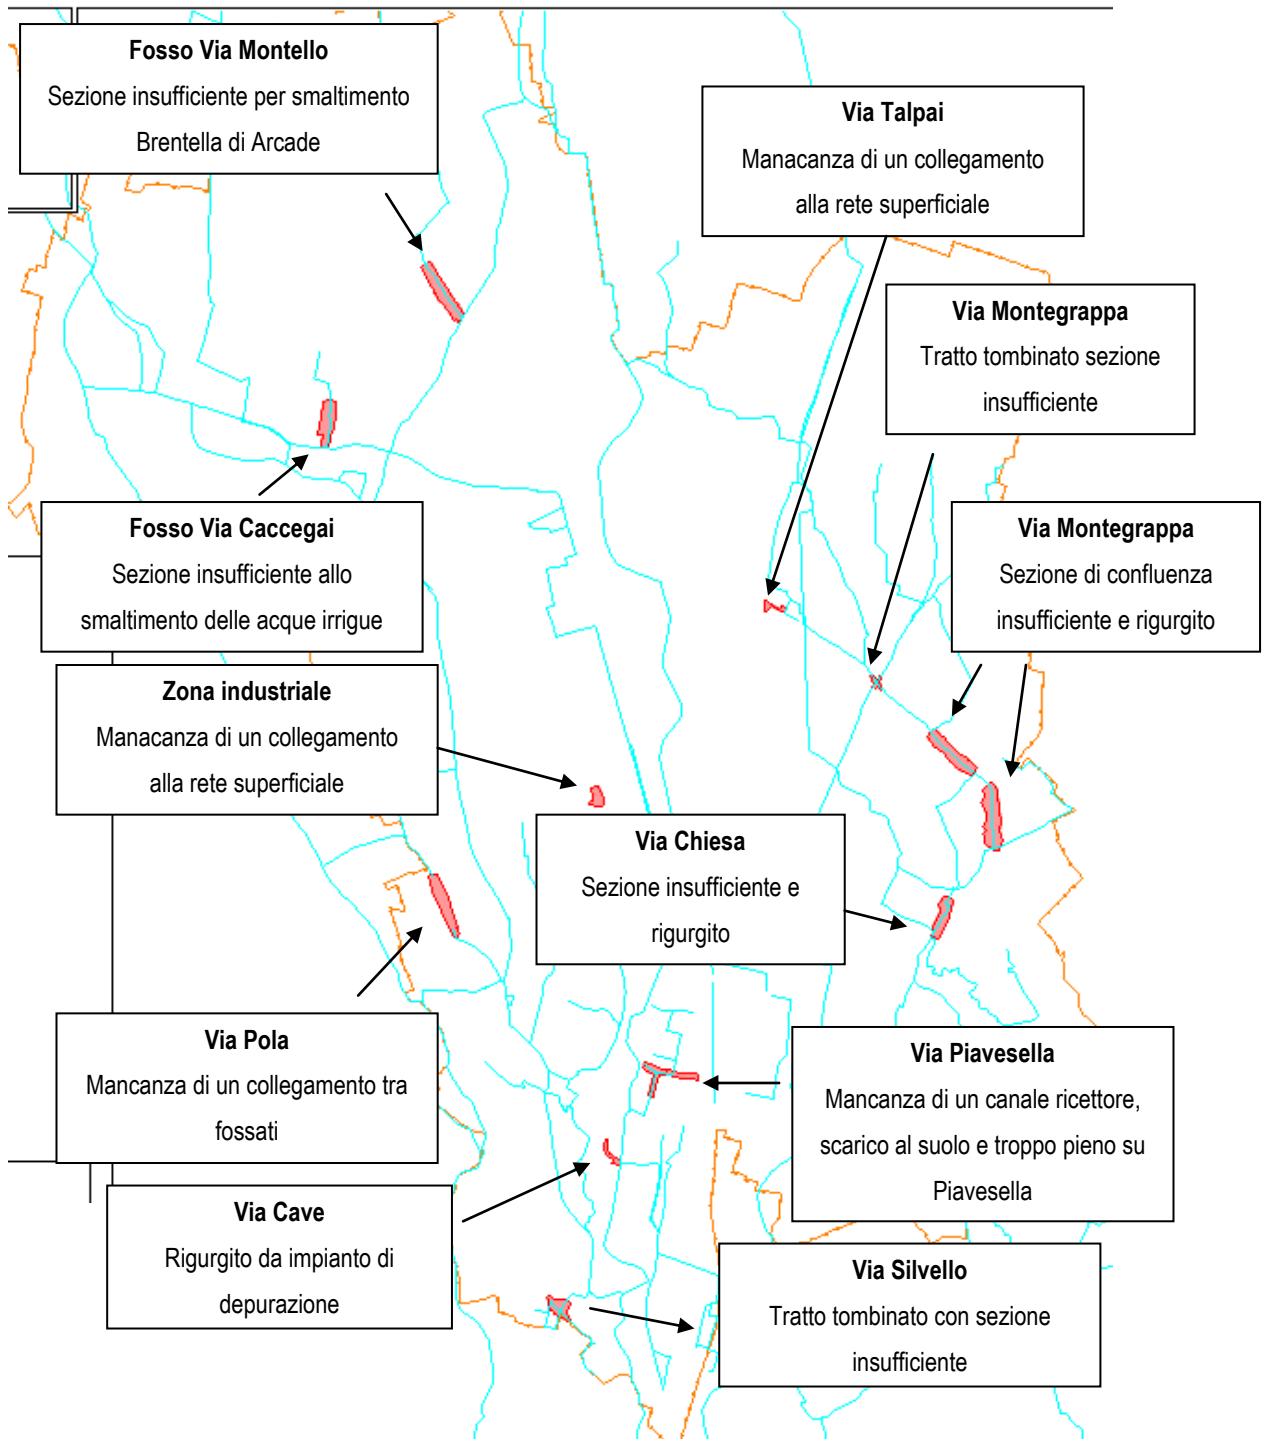 Fosso Via Montello
Sezione insufficiente per smaltimento
Brentella di Arcade
Via Talpai
Manacanza di un collegamento
alla rete superficiale
Via Montegrappa
Tratto tombinato sezione
insufficiente
Fosso Via Caccegai
Sezione insufficiente allo
smaltimento delle acque irrigue
Via Montegrappa
Sezione di confluenza
insufficiente e rigurgito
Zona industriale
Manacanza di un collegamento
alla rete superficiale
Via Chiesa
Sezione insufficiente e
rigurgito
Via Pola
Mancanza di un collegamento tra
fossati
Via Piavesella
Mancanza di un canale ricettore,
scarico al suolo e troppo pieno su
Piavesella
Via Cave
Rigurgito da impianto di
depurazione
Via Silvello
Tratto tombinato con sezione
insufficiente